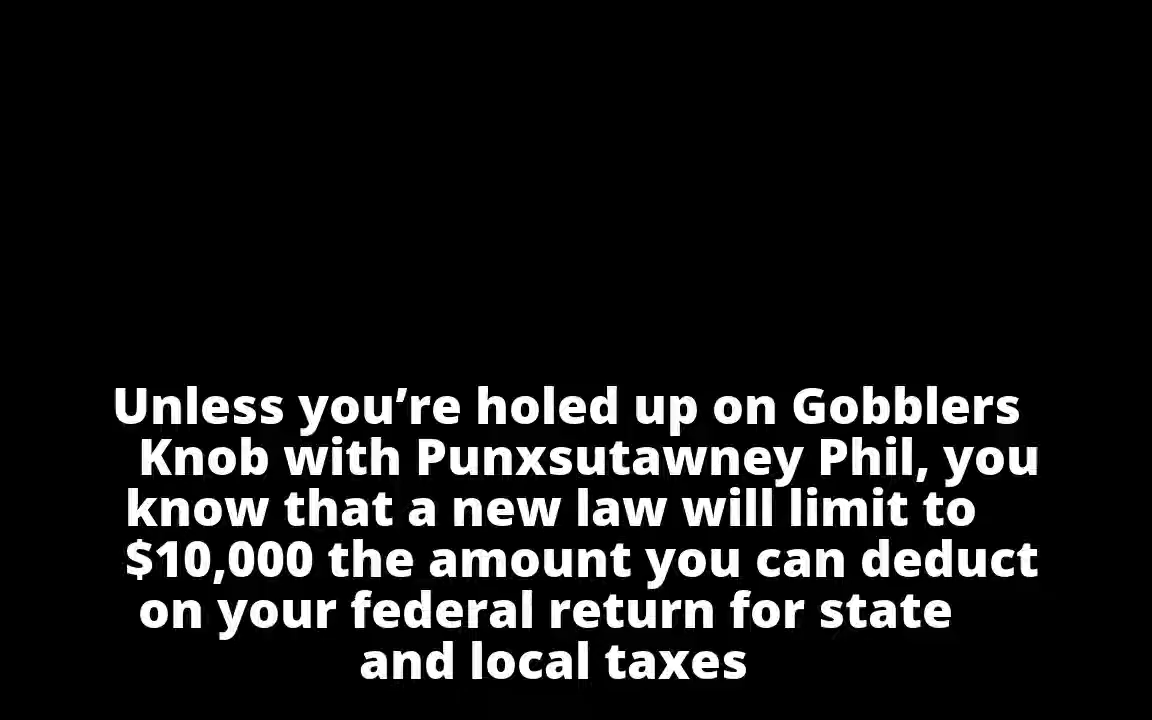 Unless you’re holed up on Gobblers
Knob with Punxsutawney Phil, you
know that a new law will limit to
$10,000 the amount you can deduct
on your federal return for state
and local taxes